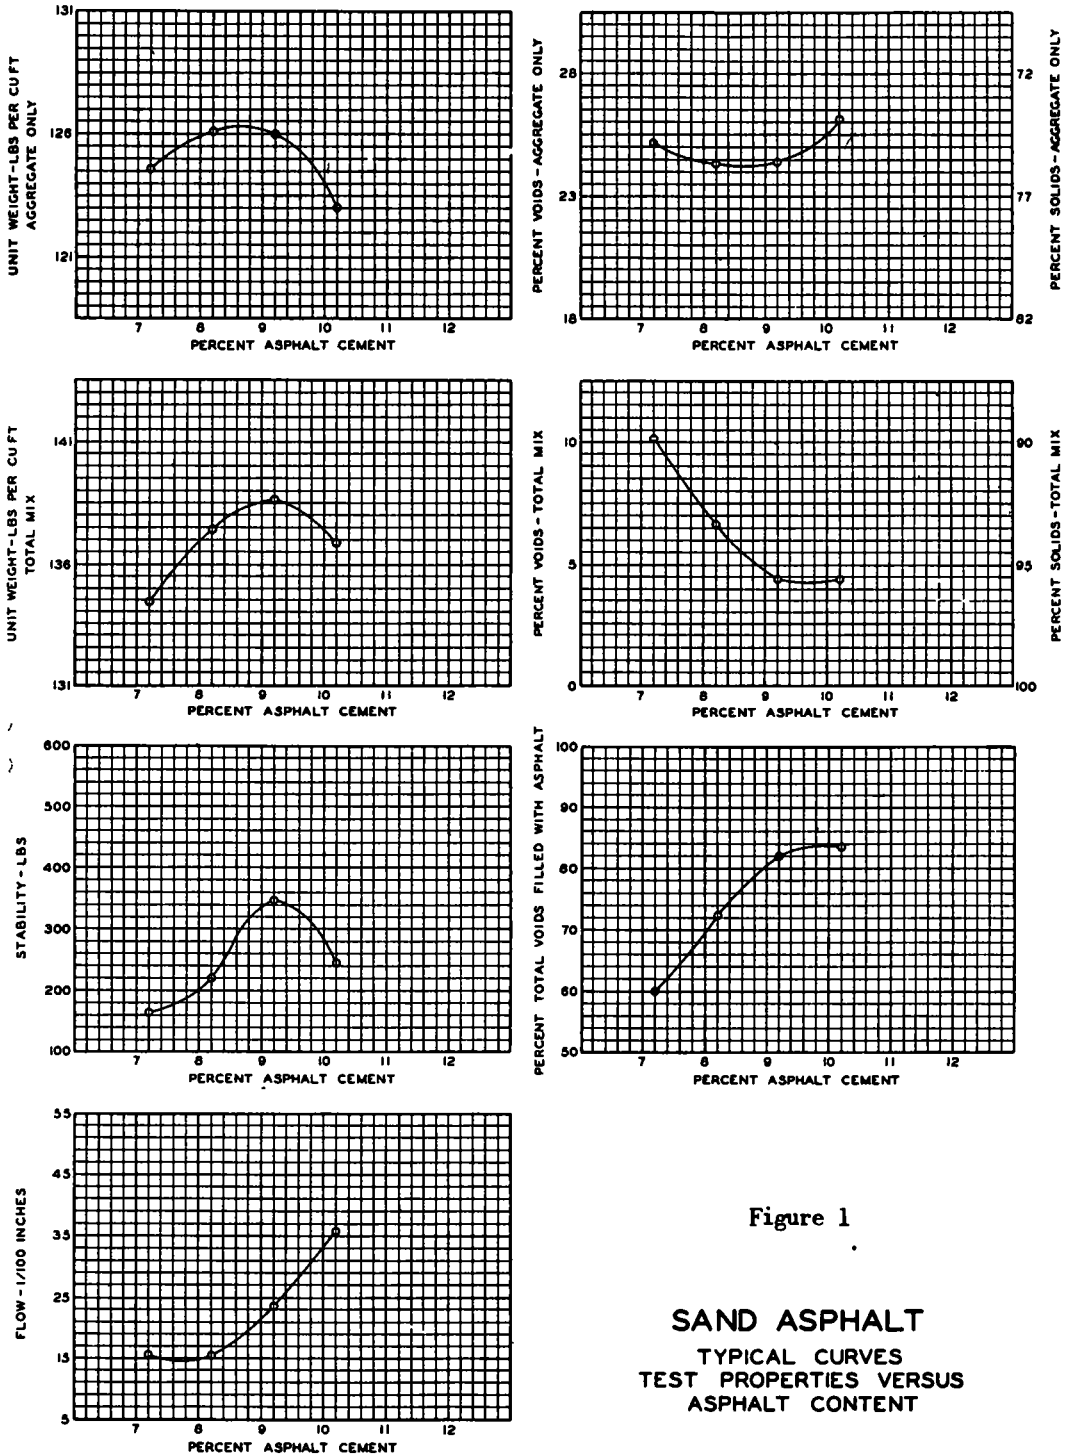 131
126
121
UNIT WEIGHT-LBS PER CU FT
AGGREGATE ONLY
7 8 9 10 11 12
PERCENT ASPHALT CEMENT
28
23
18
PERCENT VOIDS-AGGREGATE ONLY
72
77
82
PERCENT SOLIDS-AGGREGATE ONLY
7 8 9 10 11 12
PERCENT ASPHALT CEMENT
141
136
131
UNIT WEIGHT-LBS PER CU FT
TOTAL MIX
7 8 9 10 11 12
PERCENT ASPHALT CEMENT
10
5
0
PERCENT VOIDS-TOTAL MIX
90
95
100
PERCENT SOLIDS-TOTAL MIX
7 8 9 10 11 12
PERCENT ASPHALT CEMENT
600
500
400
300
200
100
STABILITY-LBS
7 8 9 10 11 12
PERCENT ASPHALT CEMENT
100
90
80
70
60
50
PERCENT TOTAL VOIDS FILLED WITH ASPHALT
7 8 9 10 11 12
PERCENT ASPHALT CEMENT
55
45
35
25
15
5
FLOW-1/100 INCHES
7 8 9 10 11 12
PERCENT ASPHALT CEMENT
Figure 1
SAND ASPHALT
TYPICAL CURVES
TEST PROPERTIES VERSUS
ASPHALT CONTENT